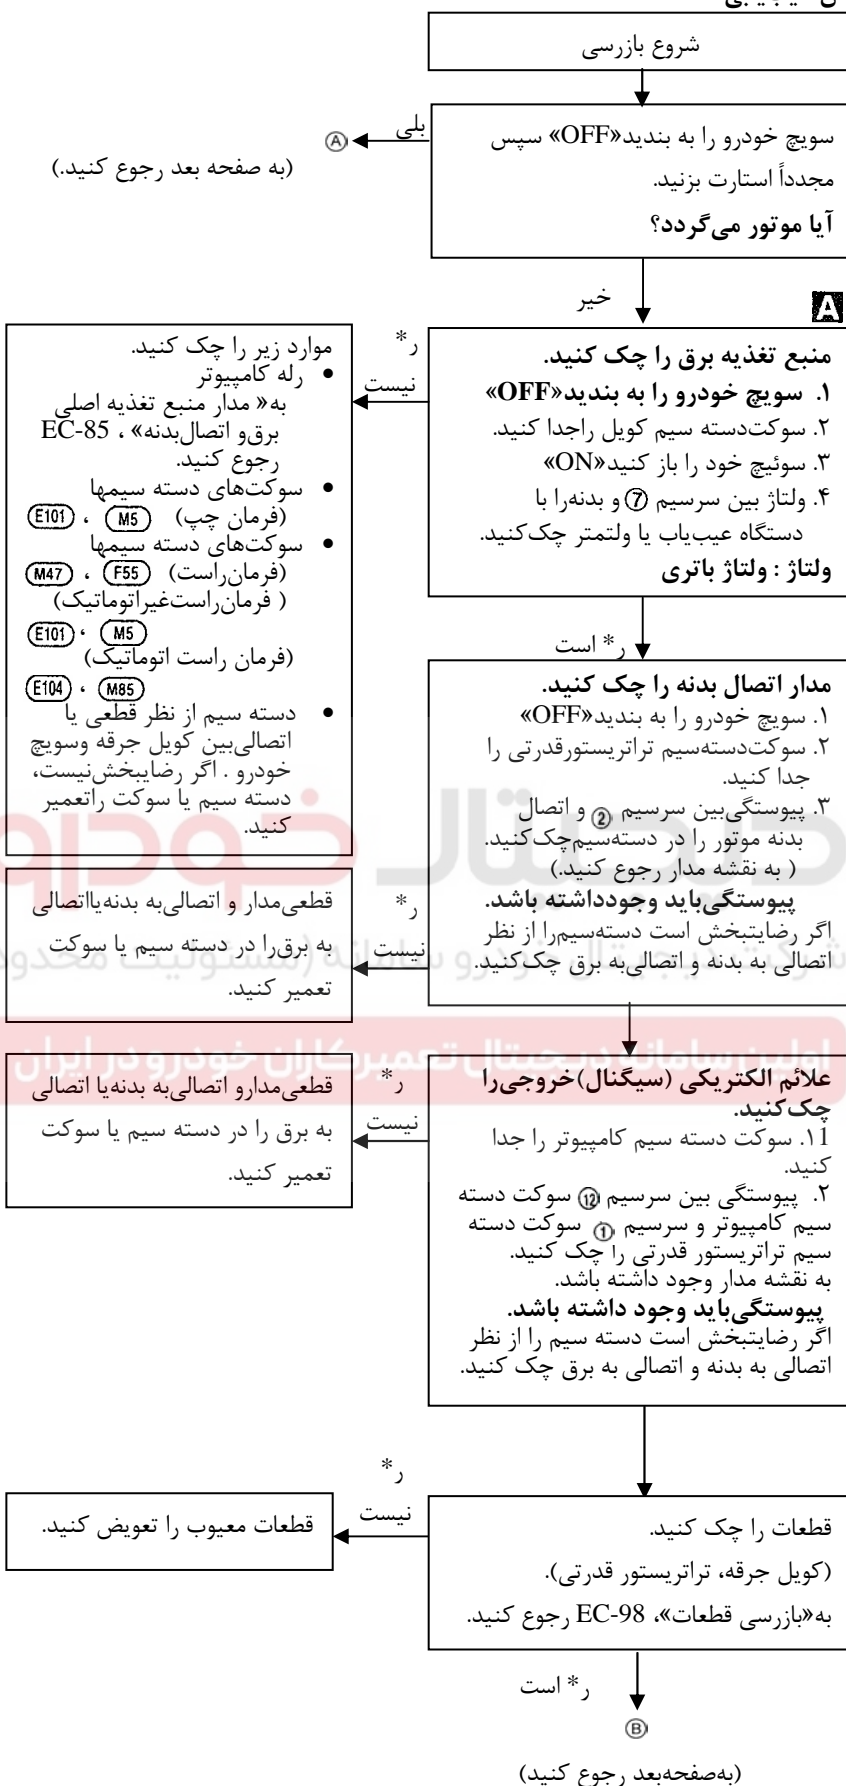 شروع بازرسی
سویچ خودرو را به بندید«OFF» سپس
مجدداً استارت بزنید.
آیا موتور می‌گردد؟
بلی
Ⓐ
(به صفحه بعد رجوع کنید.)
خیر
A
منبع تغذیه برق را چک کنید.
۱. سویچ خودرو را به بندید«OFF»
۲. سوکت‌دسته سیم کویل راجدا کنید.
۳. سوئیچ خود را باز کنید«ON»
۴. ولتاژ بین سرسیم ⑦ و بدنه‌را با
دستگاه عیب‌یاب یا ولتمتر چک‌کنید.
ولتاژ : ولتاژ باتری
ر*
نیست
موارد زیر را چک کنید.
• رله کامپیوتر
به« مدار منبع تغذیه اصلی
برق‌و اتصال‌بدنه» ، EC-85
رجوع کنید.
• سوکت‌های دسته سیمها
(فرمان چپ) M5 ، E101
• سوکت‌های دسته سیمها
(فرمان‌راست) F55 ، M47
( فرمان‌راست‌غیراتوماتیک)
M5 ، E101
(فرمان راست اتوماتیک)
M85 ، E104
• دسته سیم از نظر قطعی یا
اتصالی‌بین کویل جرقه وسویچ
خودرو . اگر رضایبخش‌نیست،
دسته سیم یا سوکت راتعمیر
کنید.
ر* است
مدار اتصال بدنه را چک کنید.
۱. سویچ خودرو را به بندید«OFF»
۲. سوکت‌دسته‌سیم تراتریستورقدرتی را
جدا کنید.
۳. پیوستگی‌بین سرسیم ② و اتصال
بدنه موتور را در دسته‌سیم‌چک‌کنید.
( به نقشه مدار رجوع کنید.)
پیوستگی‌باید وجودداشته باشد.
اگر رضایتبخش است دسته‌سیم‌را از نظر
اتصالی به بدنه و اتصالی‌به برق چک‌کنید.
ر*
نیست
قطعی‌مدار و اتصالی‌به بدنه‌یااتصالی
به برق‌را در دسته سیم یا سوکت
تعمیر کنید.
دیجیتال خودرو
شرکت دیجیتال خودرو سامانه (مسئولیت محدود
اولین سامانه دیجیتال تعمیرکاران خودرو در ایران
علائم الکتریکی (سیگنال)خروجی‌را
چک‌کنید.
۱1. سوکت دسته سیم کامپیوتر را جدا
کنید.
۲. پیوستگی بین سرسیم ⑫ سوکت دسته
سیم کامپیوتر و سرسیم ① سوکت دسته
سیم تراتریستور قدرتی را چک کنید.
به نقشه مدار وجود داشته باشد.
پیوستگی‌باید وجود داشته باشد.
اگر رضایتبخش است دسته سیم را از نظر
اتصالی به بدنه و اتصالی به برق چک کنید.
ر*
نیست
قطعی‌مدارو اتصالی‌به بدنه‌یا اتصالی
به برق را در دسته سیم یا سوکت
تعمیر کنید.
قطعات را چک کنید.
(کویل جرقه، تراتریستور قدرتی).
به«بازرسی قطعات»، EC-98 رجوع کنید.
ر*
نیست
قطعات معیوب را تعویض کنید.
ر* است
Ⓑ
(به‌صفحه‌بعد رجوع کنید)